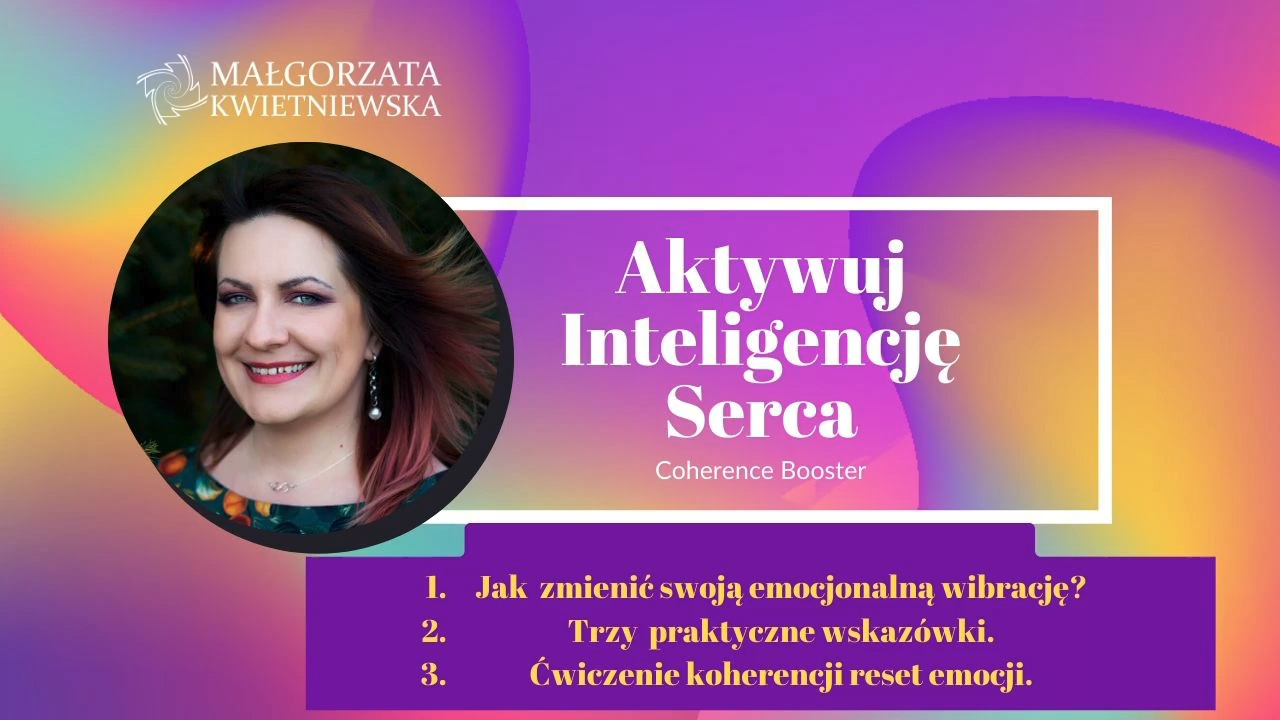 MAŁGORZATA
KWIETNIEWSKA
Aktywuj
Inteligencję
Serca
Coherence Booster
1. Jak zmienić swoją emocjonalną wibrację?
2. Trzy praktyczne wskazówki.
3. Ćwiczenie koherencji reset emocji.